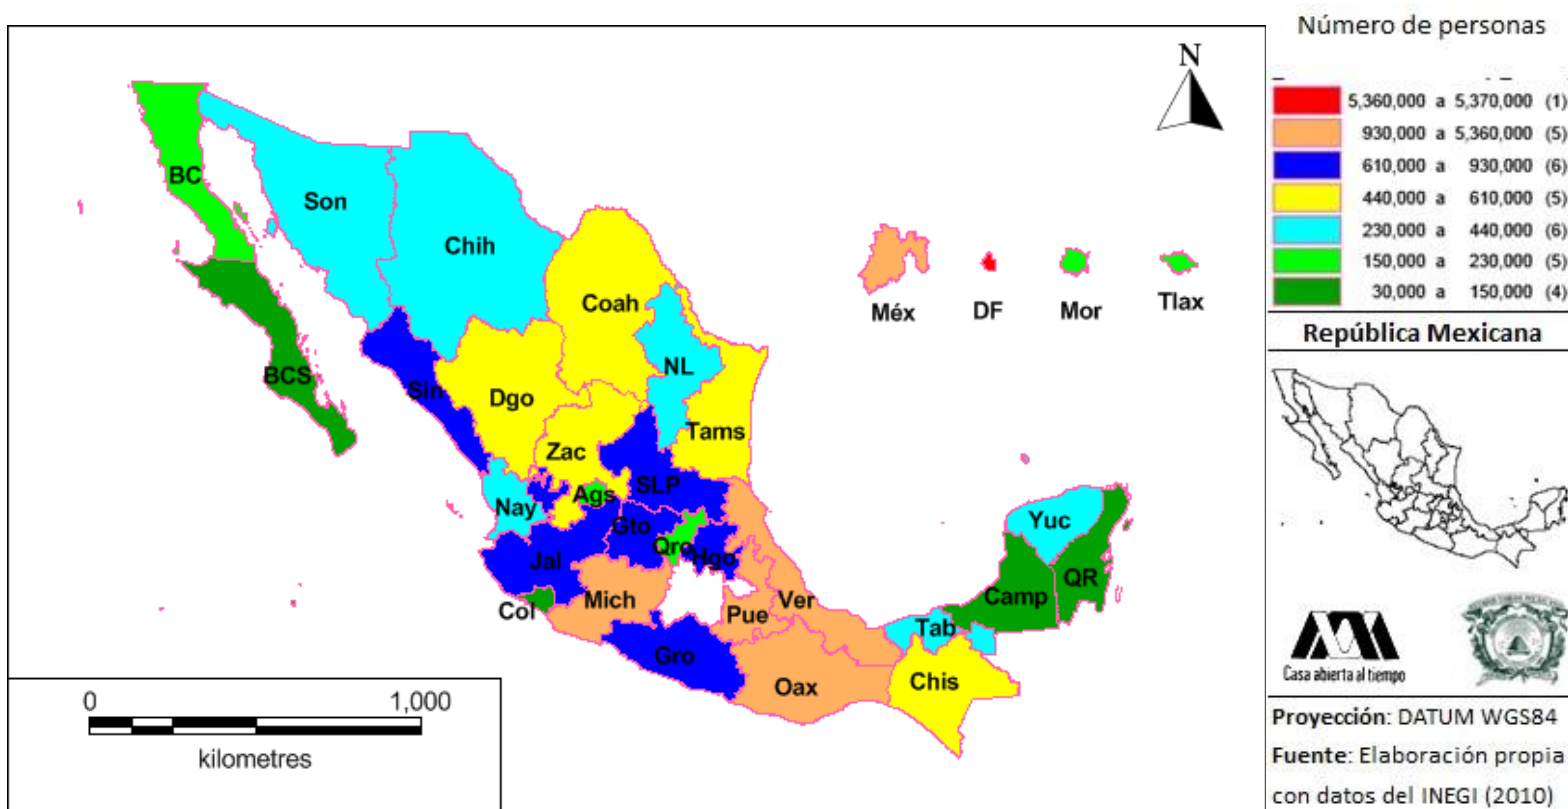 Número de personas
5,360,000 a 5,370,000 (1)
930,000 a 5,360,000 (5)
610,000 a 930,000 (6)
440,000 a 610,000 (5)
230,000 a 440,000 (6)
150,000 a 230,000 (5)
30,000 a 150,000 (4)
República Mexicana
N
BC
Son
Chih
Coah
Méx
DF
Mor
Tlax
BCS
Sin
Dgo
NL
Zac
Tams
Nay
Ags
SLP
Gto
Qro
Hgo
Jal
Col
Mich
Pue
Ver
Gro
Oax
Yuc
QR
Camp
Tab
Chis
0 1,000
kilometres
Casa abierta al tiempo
Proyección: DATUM WGS84
Fuente: Elaboración propia
con datos del INEGI (2010)